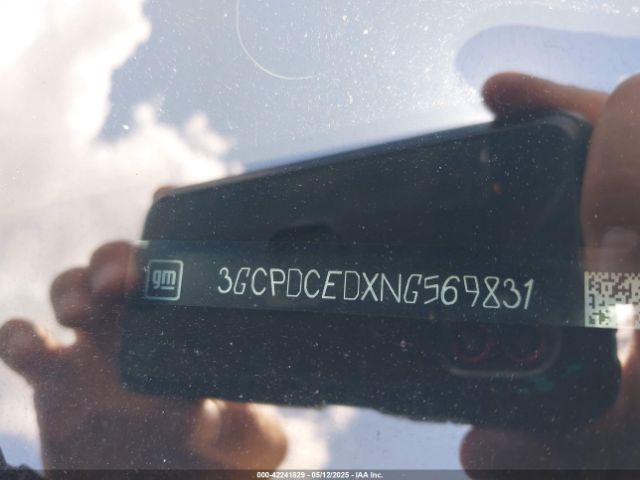 gm 3GCPDCEDXNG569831
000-42241829 - 05/12/2025 - IAA Inc.